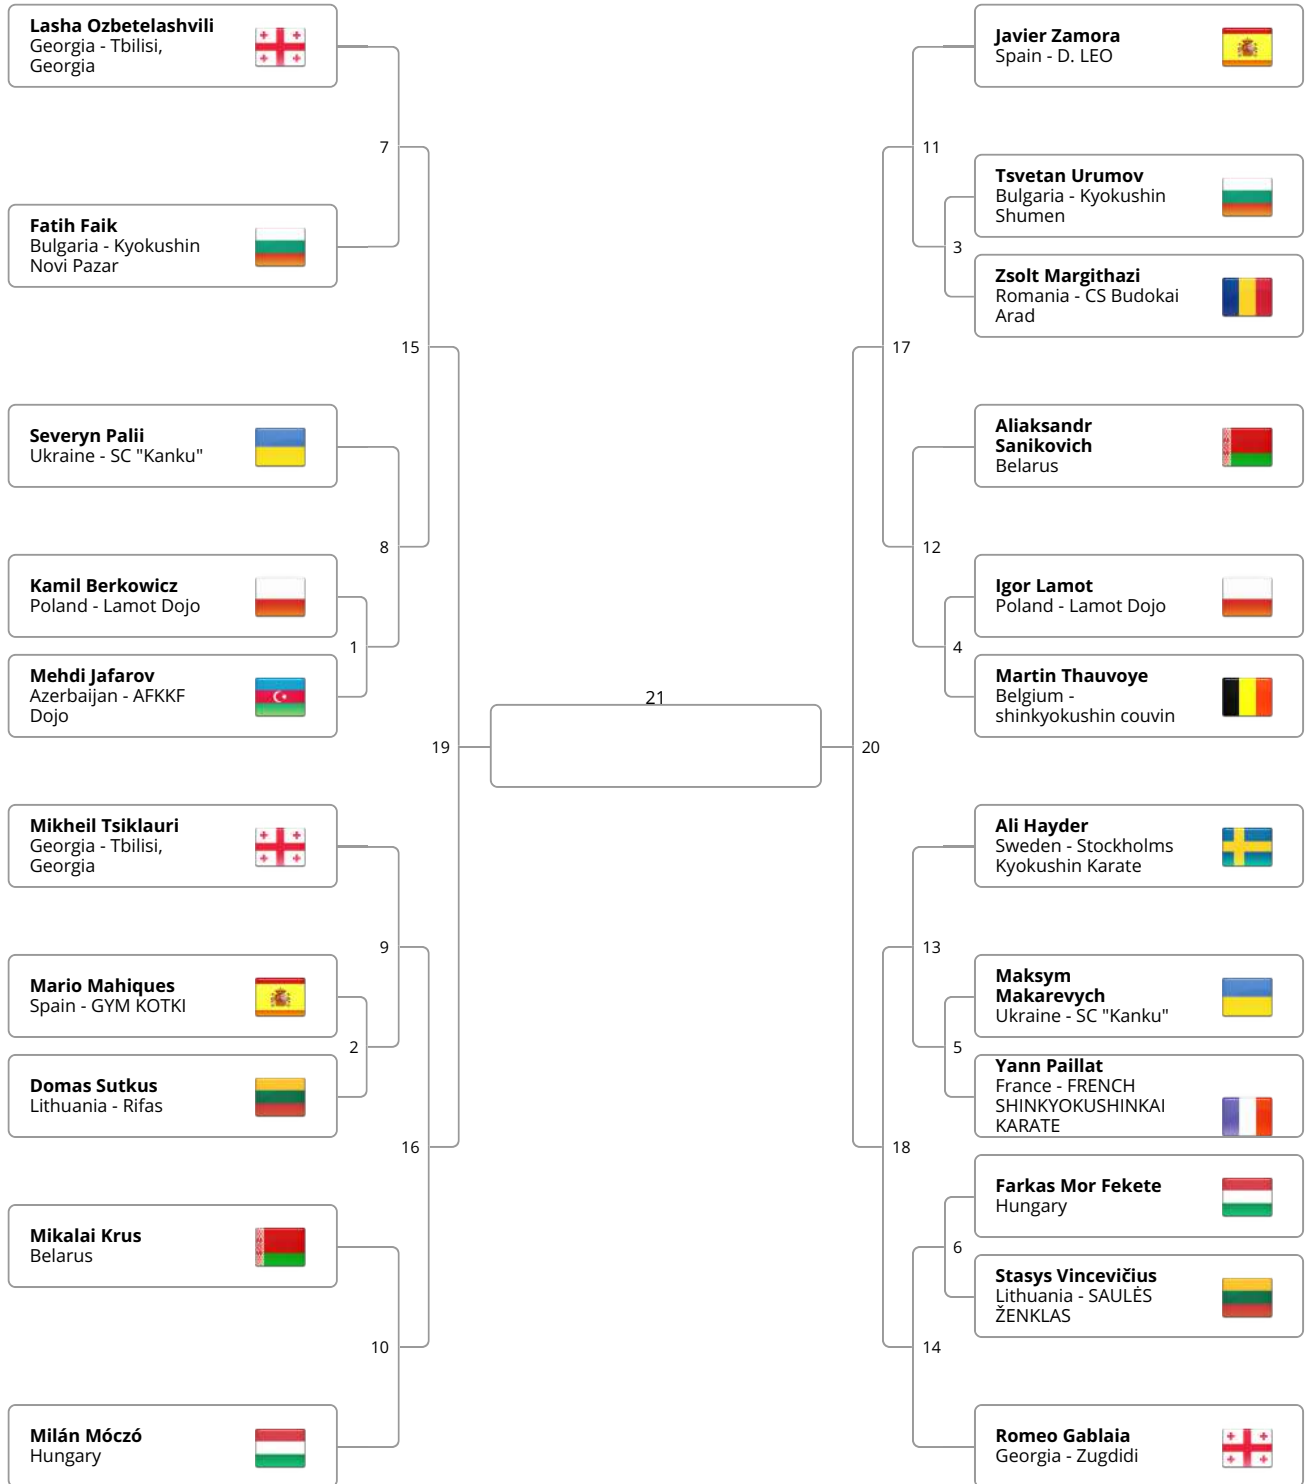 Lasha Ozbetelashvili
Georgia - Tbilisi,
Georgia
7
Fatih Faik
Bulgaria - Kyokushin
Novi Pazar
15
Severyn Palii
Ukraine - SC "Kanku"
8
Kamil Berkowicz
Poland - Lamot Dojo
1
Mehdi Jafarov
Azerbaijan - AFKKF
Dojo
19
Mikheil Tsiklauri
Georgia - Tbilisi,
Georgia
9
Mario Mahiques
Spain - GYM KOTKI
2
Domas Sutkus
Lithuania - Rifas
16
Mikalai Krus
Belarus
10
Milán Móczó
Hungary
21
Javier Zamora
Spain - D. LEO
11
Tsvetan Urumov
Bulgaria - Kyokushin
Shumen
3
Zsolt Margithazi
Romania - CS Budokai
Arad
17
Aliaksandr
Sanikovich
Belarus
12
Igor Lamot
Poland - Lamot Dojo
4
Martin Thauvoye
Belgium -
shinkyokushin couvin
20
Ali Hayder
Sweden - Stockholms
Kyokushin Karate
13
Maksym
Makarevych
Ukraine - SC "Kanku"
5
Yann Paillat
France - FRENCH
SHINKYOKUSHINKAI
KARATE
18
Farkas Mor Fekete
Hungary
6
Stasys Vincevičius
Lithuania - SAULĖS
ŽENKLAS
14
Romeo Gablaia
Georgia - Zugdidi